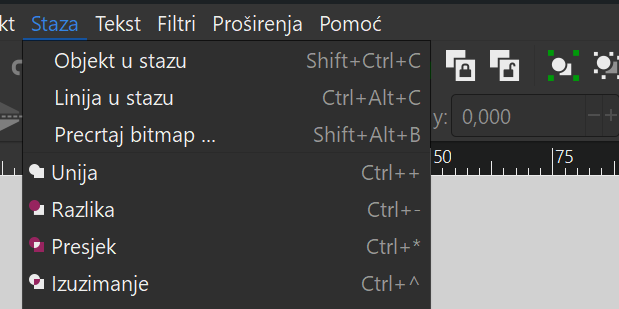 kt Staza Tekst Filtri Proširenja Pomoć
Objekt u stazu Shift+Ctrl+C
Linija u stazu Ctrl+Alt+C
y: 0,000
Precrtaj bitmap ... Shift+Alt+B
50 75
Unija Ctrl++
Razlika Ctrl+-
Presjek Ctrl+*
Izuzimanje Ctrl+^